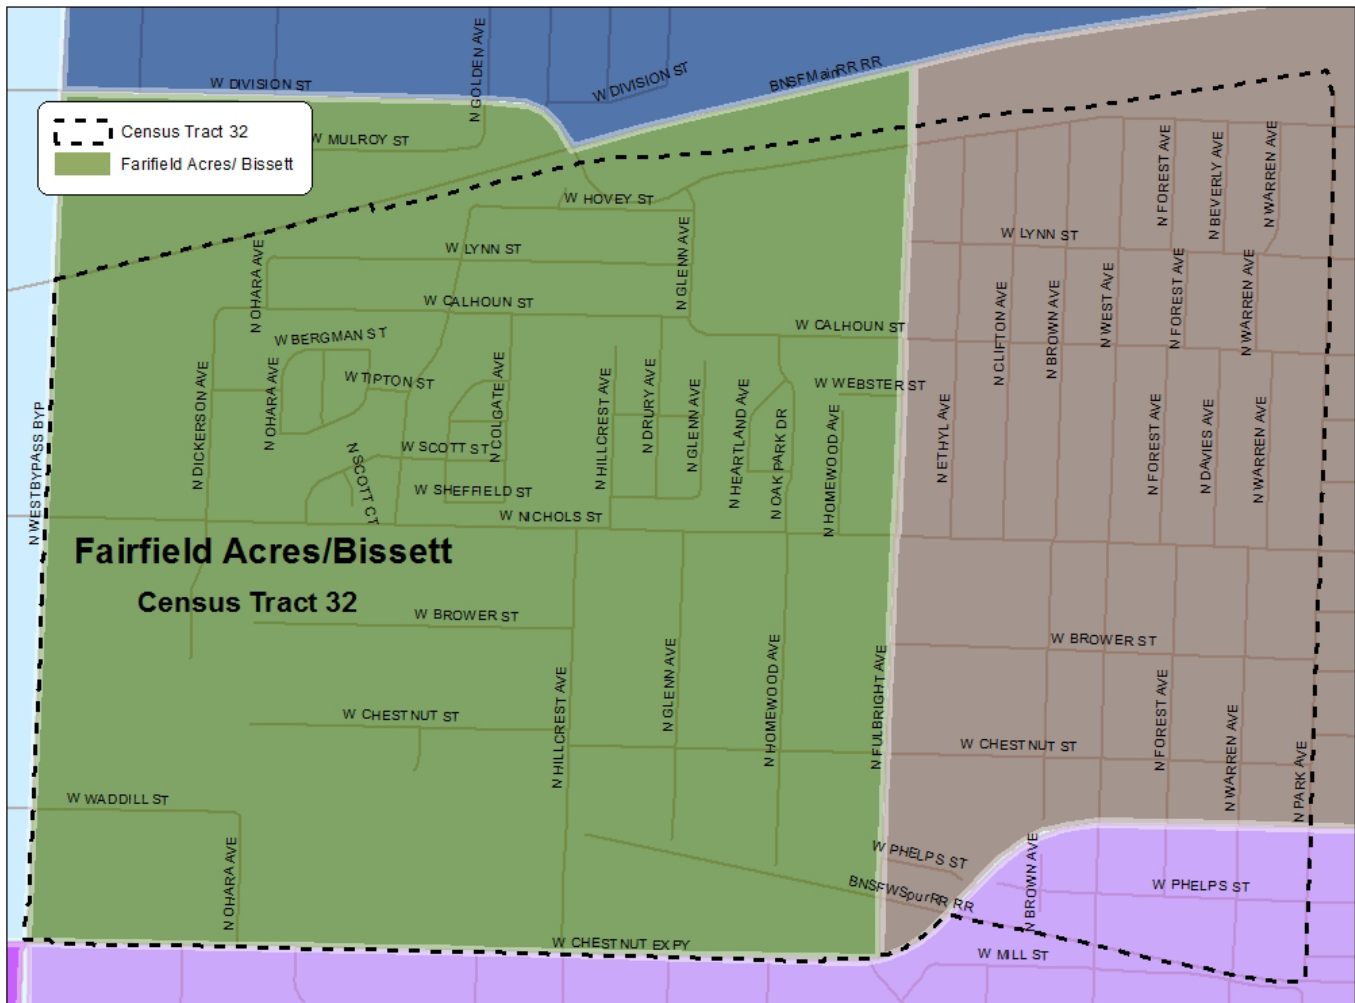 W DIVISION ST
N GOLDEN AVE
W DIVISION ST
BNSFMainRR RR
Census Tract 32
Farifield Acres/ Bissett
W MULROY ST
W HOVEY ST
N FOREST AVE
N BEVERLY AVE
N WARREN AVE
W LYNN ST
N OHARA AVE
N GLENN AVE
W LYNN ST
W CALHOUN ST
W CALHOUN ST
N CLIFTON AVE
N BROWN AVE
N WEST AVE
N FOREST AVE
N WARREN AVE
W BERGMAN ST
W TIPTON ST
N DICKERSON AVE
N OHARA AVE
N COLGATE AVE
N HILLCREST AVE
N DRURY AVE
N GLENN AVE
N HEARTLAND AVE
N OAK PARK DR
W WEBSTER ST
N HOMEWOOD AVE
N ETHYL AVE
N FOREST AVE
N DAVIES AVE
N WARREN AVE
N WESTBYPASS BYP
W SCOTT ST
N SCOTT CT
W SHEFFIELD ST
W NICHOLS ST
Fairfield Acres/Bissett
Census Tract 32
W BROWER ST
W BROWER ST
N HILLCREST AVE
N GLENN AVE
N HOMEWOOD AVE
N FULBRIGHT AVE
N FOREST AVE
N WARREN AVE
N PARK AVE
W CHESTNUT ST
W CHESTNUT ST
W WADDILL ST
N OHARA AVE
W PHELPS ST
BNSFWSpurRR RR
N BROWN AVE
W PHELPS ST
W CHESTNUT EXPY
W MILL ST